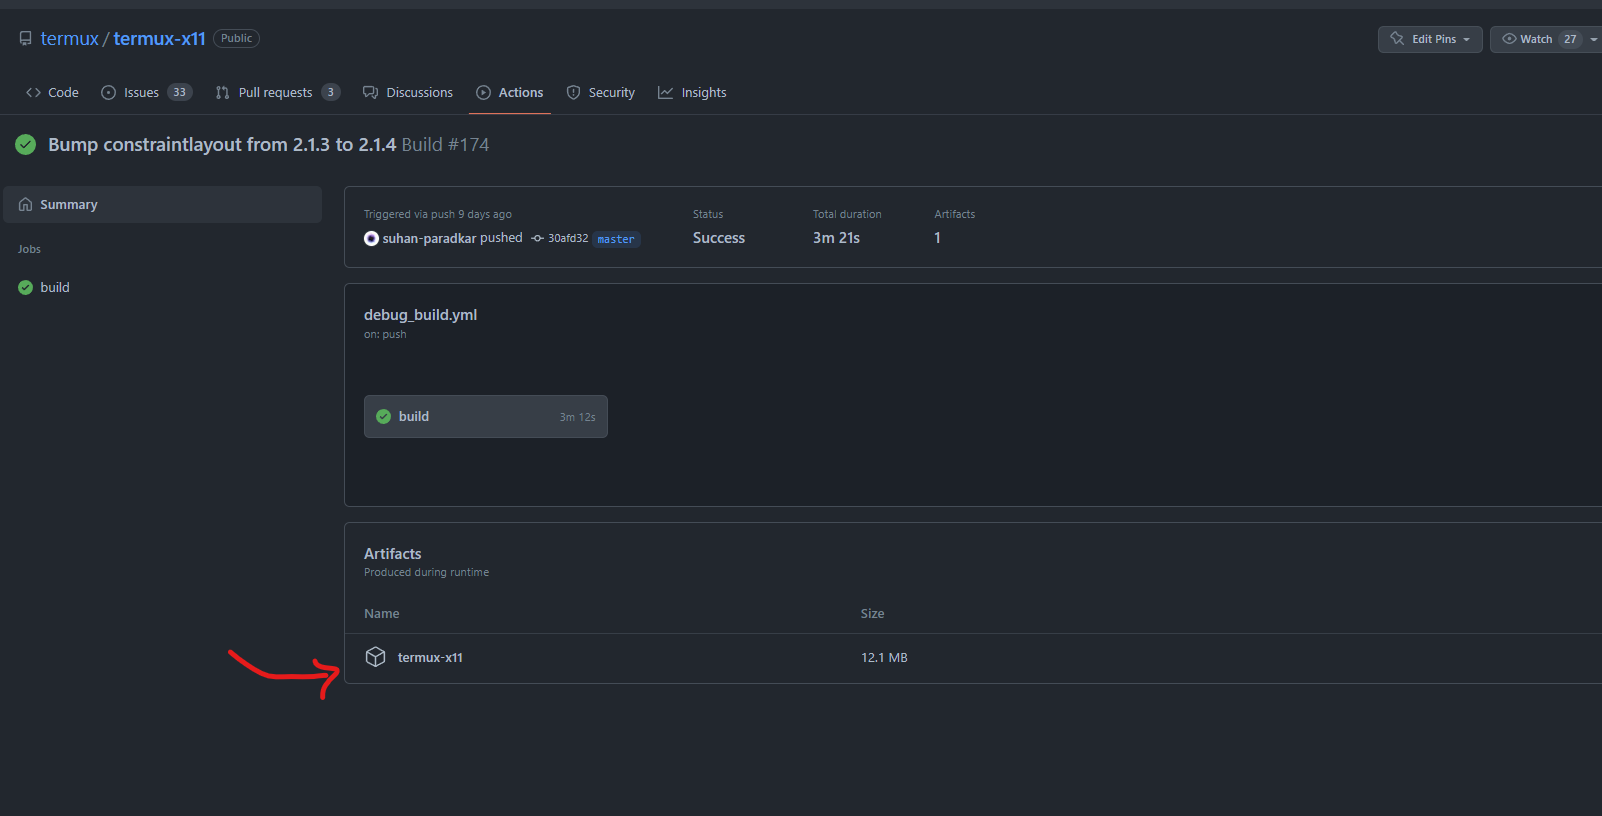 termux / termux-x11 Public
Edit Pins Watch 27
Code Issues 33 Pull requests 3 Discussions Actions Security Insights
Bump constraintlayout from 2.1.3 to 2.1.4 Build #174
Summary
Jobs
build
Triggered via push 9 days ago
suhan-paradkar pushed 30afd32 master
Status
Success
Total duration
3m 21s
Artifacts
1
debug_build.yml
on: push
build 3m 12s
Artifacts
Produced during runtime
Name Size
termux-x11 12.1 MB